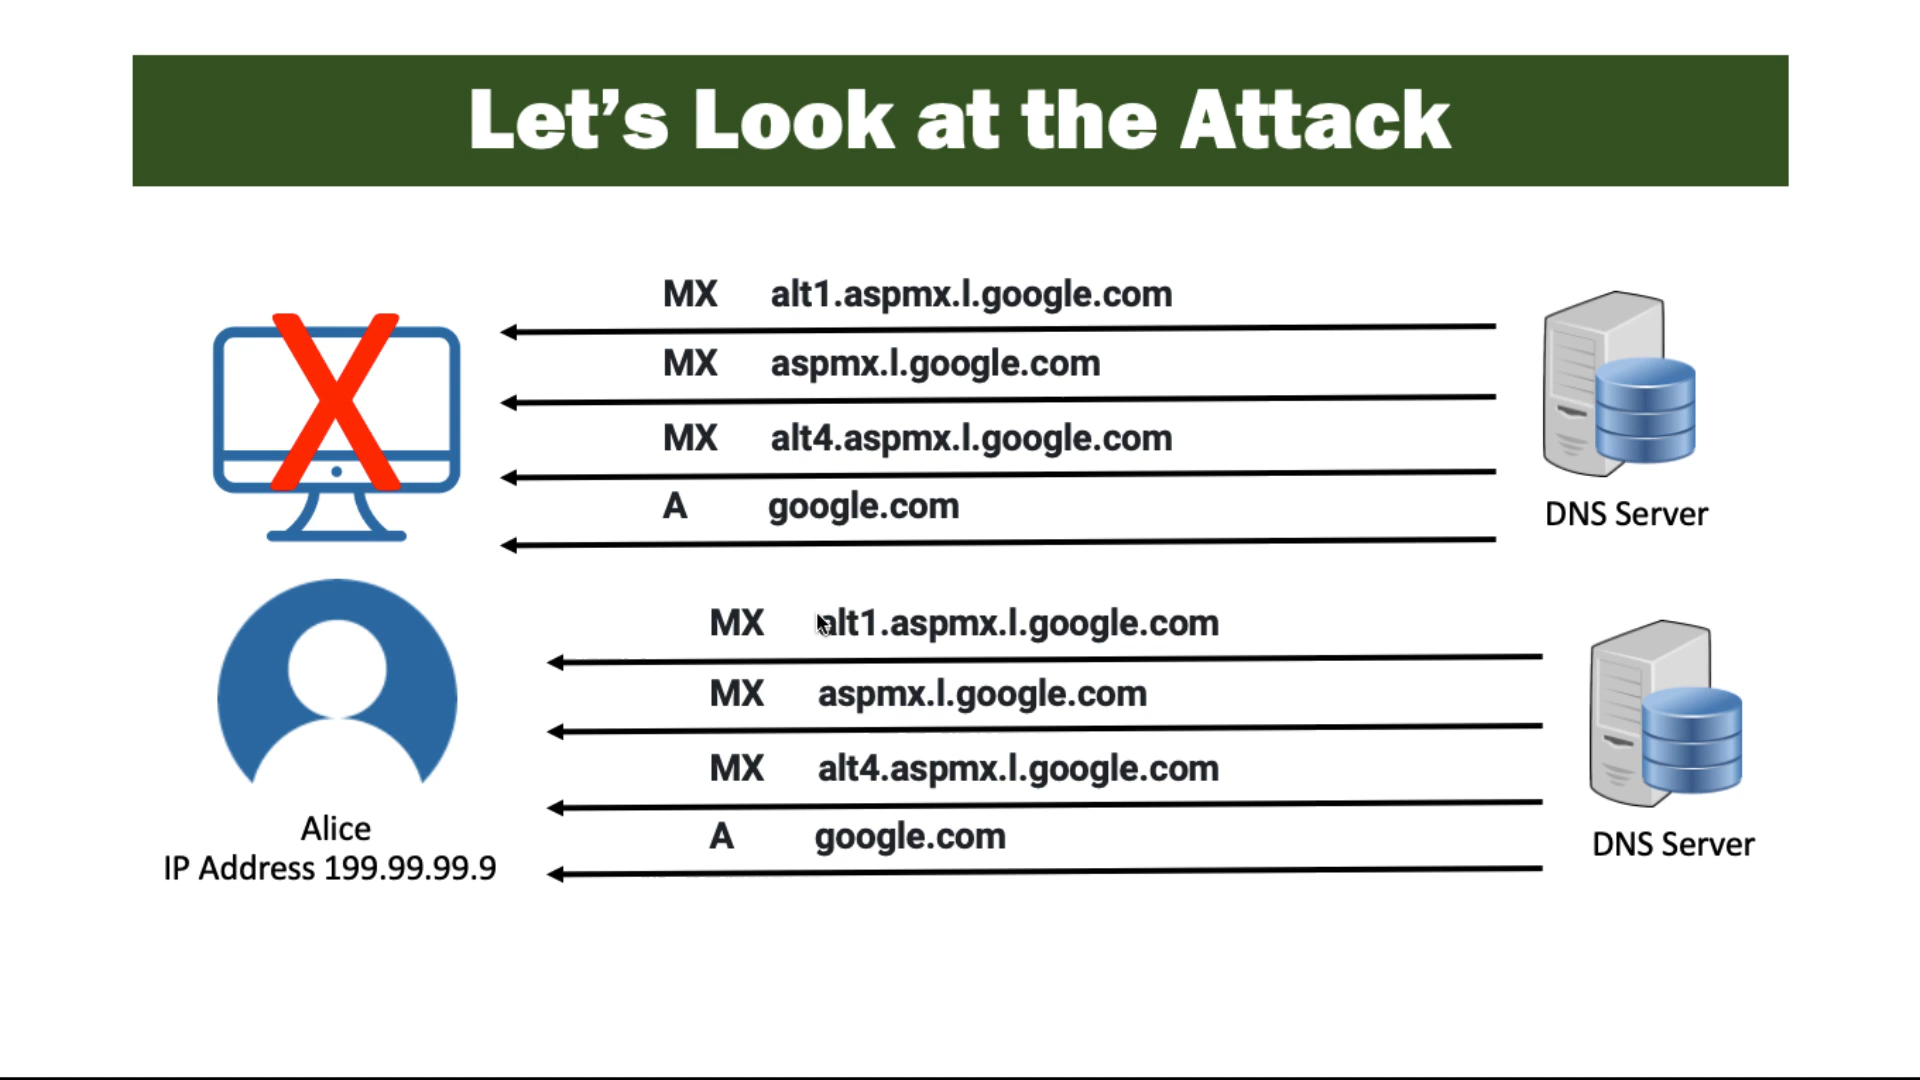 Let's Look at the Attack
MX alt1.aspmx.l.google.com
MX aspmx.l.google.com
MX alt4.aspmx.l.google.com
A google.com
DNS Server
MX alt1.aspmx.l.google.com
MX aspmx.l.google.com
MX alt4.aspmx.l.google.com
A google.com
Alice
IP Address 199.99.99.9
DNS Server